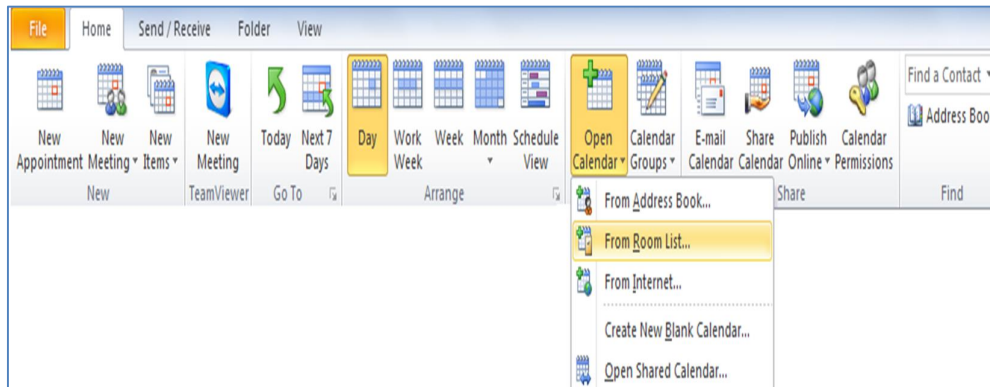 File Home Send / Receive Folder View
New Appointment
New Meeting
New Items
New Meeting
Today
Next 7 Days
Day
Work Week
Week
Month
Schedule View
Open Calendar
Calendar Groups
E-mail Calendar
Share Calendar
Publish Online
Calendar Permissions
Find a Contact
Address Boo
New
TeamViewer
Go To
Arrange
Share
Find
From Address Book...
From Room List...
From Internet...
Create New Blank Calendar...
Open Shared Calendar...